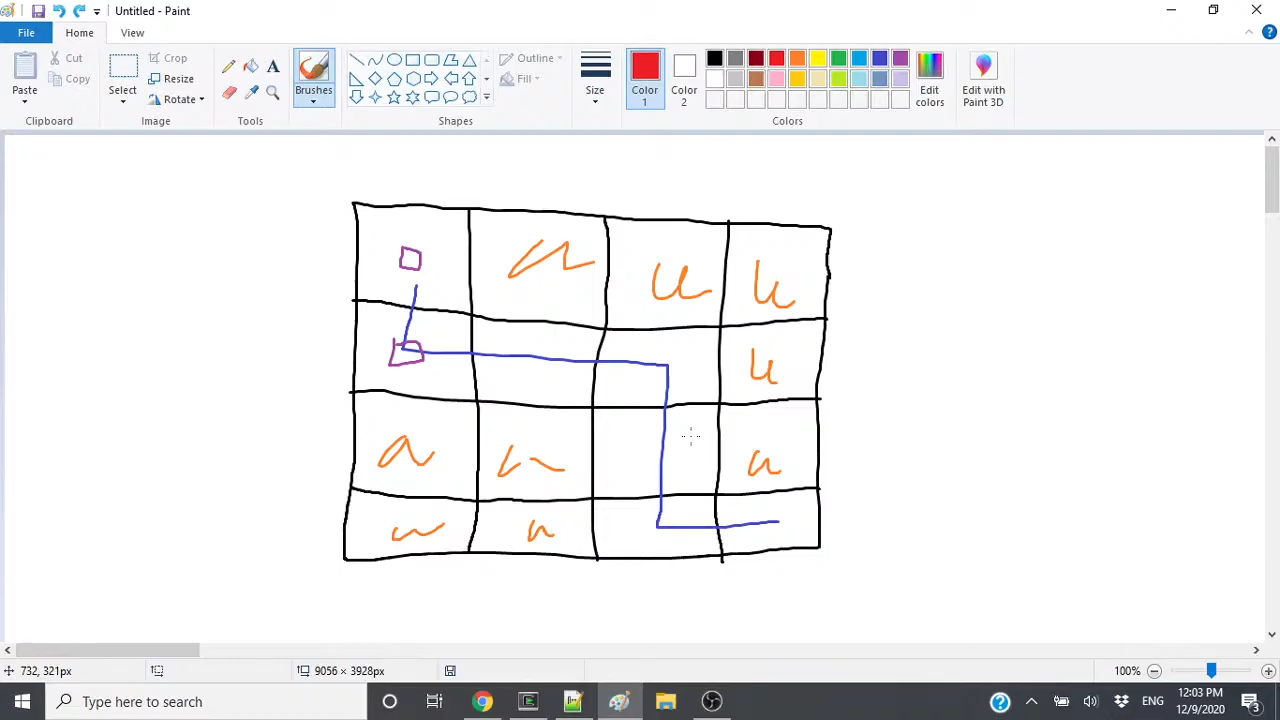 Untitled - Paint
File Home View
Paste Cut Copy
Select Crop Resize Rotate
A
Brushes
Outline Fill
Size
Color 1
Color 2
Edit colors
Edit with Paint 3D
Clipboard Image Tools Shapes Colors
732, 321px 9056 × 3928px 100%
Type here to search
ENG 12:03 PM
12/9/2020
3